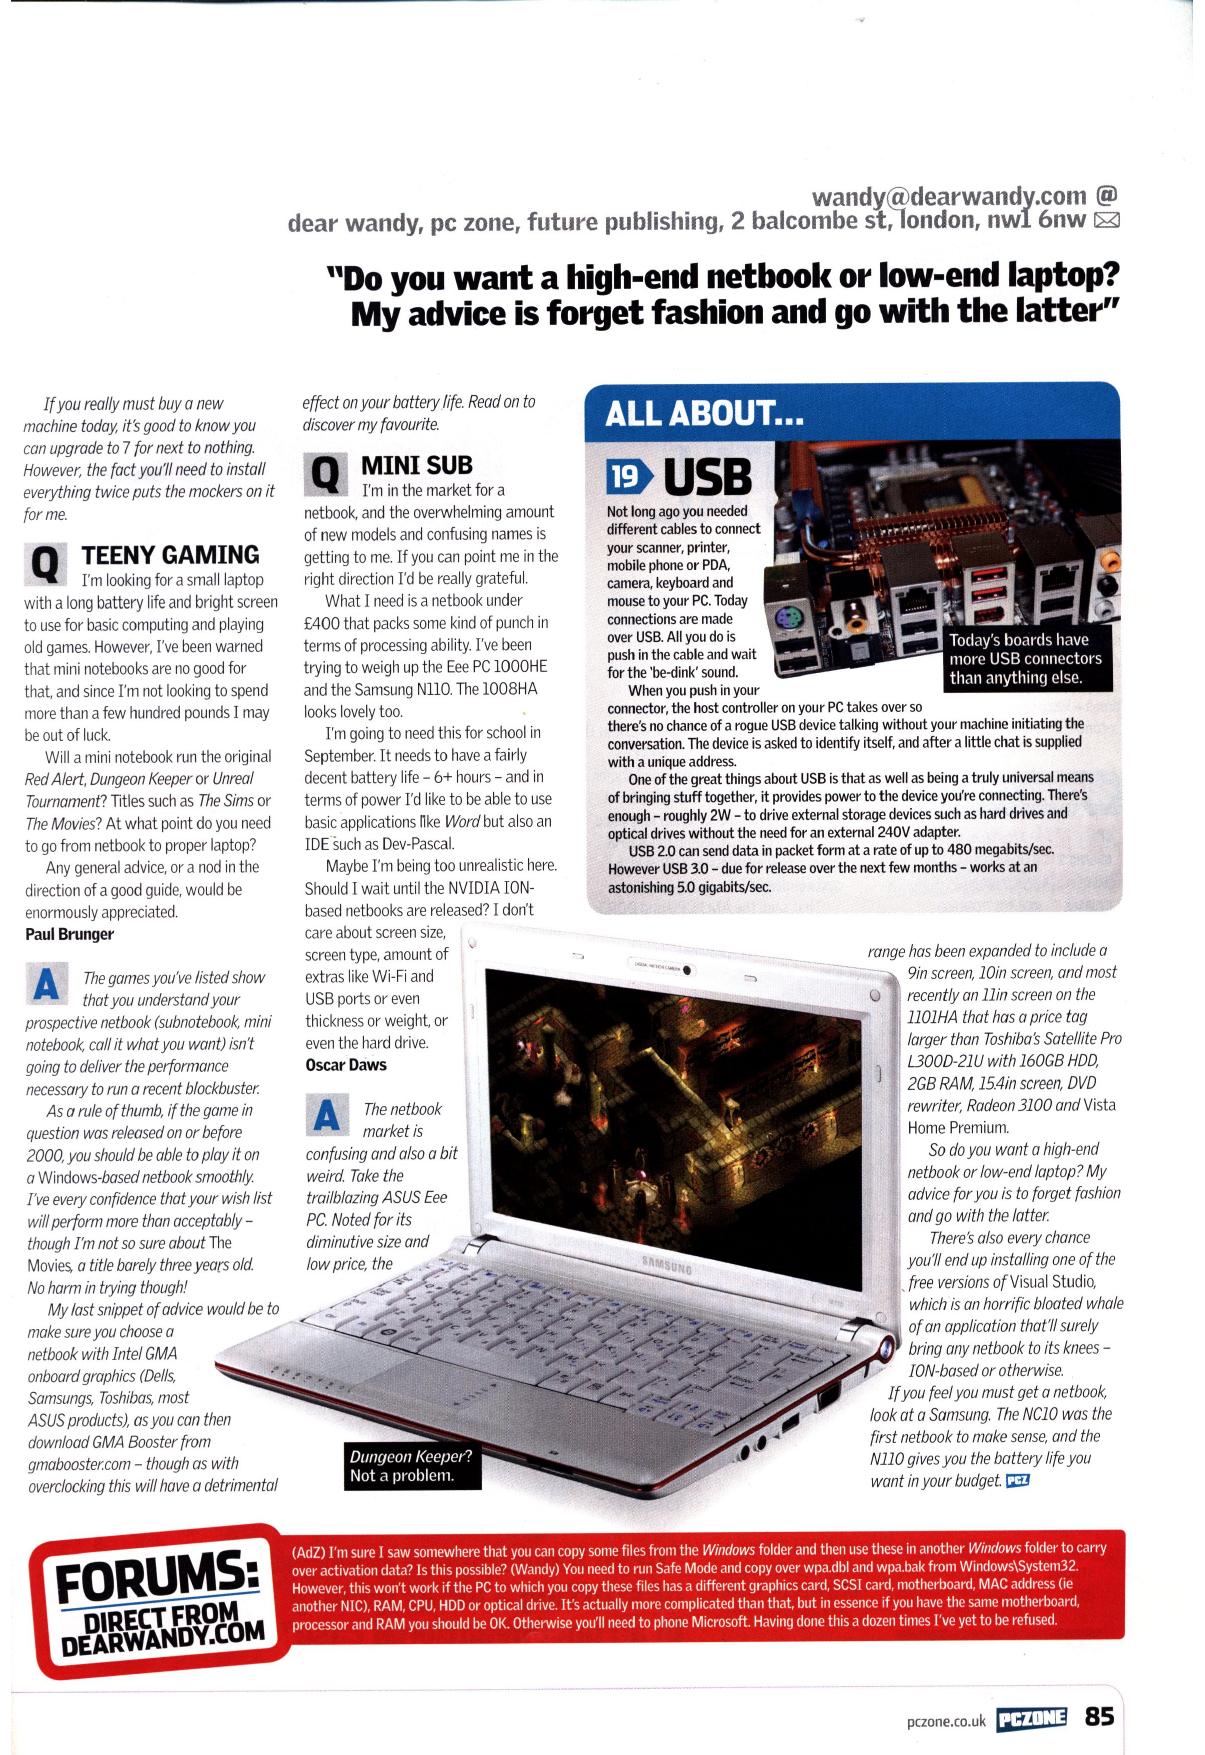 wandy@dearwandy.com @
dear wandy, pc zone, future publishing, 2 balcombe st, london, nw1 6nw
"Do you want a high-end netbook or low-end laptop?
My advice is forget fashion and go with the latter"
If you really must buy a new
machine today, it's good to know you
can upgrade to 7 for next to nothing.
However, the fact you'll need to install
everything twice puts the mockers on it
for me.
Q TEENY GAMING
I'm looking for a small laptop
with a long battery life and bright screen
to use for basic computing and playing
old games. However, I've been warned
that mini notebooks are no good for
that, and since I'm not looking to spend
more than a few hundred pounds I may
be out of luck.
Will a mini notebook run the original
Red Alert, Dungeon Keeper or Unreal
Tournament? Titles such as The Sims or
The Movies? At what point do you need
to go from netbook to proper laptop?
Any general advice, or a nod in the
direction of a good guide, would be
enormously appreciated.
Paul Brunger
A The games you've listed show
that you understand your
prospective netbook (subnotebook, mini
notebook, call it what you want) isn't
going to deliver the performance
necessary to run a recent blockbuster.
As a rule of thumb, if the game in
question was released on or before
2000, you should be able to play it on
a Windows-based netbook smoothly.
I've every confidence that your wish list
will perform more than acceptably –
though I'm not so sure about The
Movies, a title barely three years old.
No harm in trying though!
My last snippet of advice would be to
make sure you choose a
netbook with Intel GMA
onboard graphics (Dells,
Samsungs, Toshibas, most
ASUS products), as you can then
download GMA Booster from
gmabooster.com – though as with
overclocking this will have a detrimental
effect on your battery life. Read on to
discover my favourite.
Q MINI SUB
I'm in the market for a
netbook, and the overwhelming amount
of new models and confusing names is
getting to me. If you can point me in the
right direction I'd be really grateful.
What I need is a netbook under
£400 that packs some kind of punch in
terms of processing ability. I've been
trying to weigh up the Eee PC 1000HE
and the Samsung N110. The 1008HA
looks lovely too.
I'm going to need this for school in
September. It needs to have a fairly
decent battery life – 6+ hours – and in
terms of power I'd like to be able to use
basic applications like Word but also an
IDE such as Dev-Pascal.
Maybe I'm being too unrealistic here.
Should I wait until the NVIDIA ION-
based netbooks are released? I don't
care about screen size,
screen type, amount of
extras like Wi-Fi and
USB ports or even
thickness or weight, or
even the hard drive.
Oscar Daws
A The netbook
market is
confusing and also a bit
weird. Take the
trailblazing ASUS Eee
PC. Noted for its
diminutive size and
low price, the
range has been expanded to include a
9in screen, 10in screen, and most
recently an 11in screen on the
1101HA that has a price tag
larger than Toshiba's Satellite Pro
L300D-21U with 160GB HDD,
2GB RAM, 15.4in screen, DVD
rewriter, Radeon 3100 and Vista
Home Premium.
So do you want a high-end
netbook or low-end laptop? My
advice for you is to forget fashion
and go with the latter.
There's also every chance
you'll end up installing one of the
free versions of Visual Studio,
which is an horrific bloated whale
of an application that'll surely
bring any netbook to its knees –
ION-based or otherwise.
If you feel you must get a netbook,
look at a Samsung. The NC10 was the
first netbook to make sense, and the
N110 gives you the battery life you
want in your budget. PCZ
ALL ABOUT...
19 USB
Not long ago you needed
different cables to connect
your scanner, printer,
mobile phone or PDA,
camera, keyboard and
mouse to your PC. Today
connections are made
over USB. All you do is
push in the cable and wait
for the 'be-dink' sound.
When you push in your
connector, the host controller on your PC takes over so
there's no chance of a rogue USB device talking without your machine initiating the
conversation. The device is asked to identify itself, and after a little chat is supplied
with a unique address.
One of the great things about USB is that as well as being a truly universal means
of bringing stuff together, it provides power to the device you're connecting. There's
enough – roughly 2W – to drive external storage devices such as hard drives and
optical drives without the need for an external 240V adapter.
USB 2.0 can send data in packet form at a rate of up to 480 megabits/sec.
However USB 3.0 – due for release over the next few months – works at an
astonishing 5.0 gigabits/sec.
Today's boards have
more USB connectors
than anything else.
SAMSUNG
Dungeon Keeper?
Not a problem.
FORUMS:
DIRECT FROM
DEARWANDY.COM
(AdZ) I'm sure I saw somewhere that you can copy some files from the Windows folder and then use these in another Windows folder to carry
over activation data? Is this possible? (Wandy) You need to run Safe Mode and copy over wpa.dbl and wpa.bak from Windows\System32.
However, this won't work if the PC to which you copy these files has a different graphics card, SCSI card, motherboard, MAC address (ie
another NIC), RAM, CPU, HDD or optical drive. It's actually more complicated than that, but in essence if you have the same motherboard,
processor and RAM you should be OK. Otherwise you'll need to phone Microsoft. Having done this a dozen times I've yet to be refused.
pczone.co.uk PCZONE 85